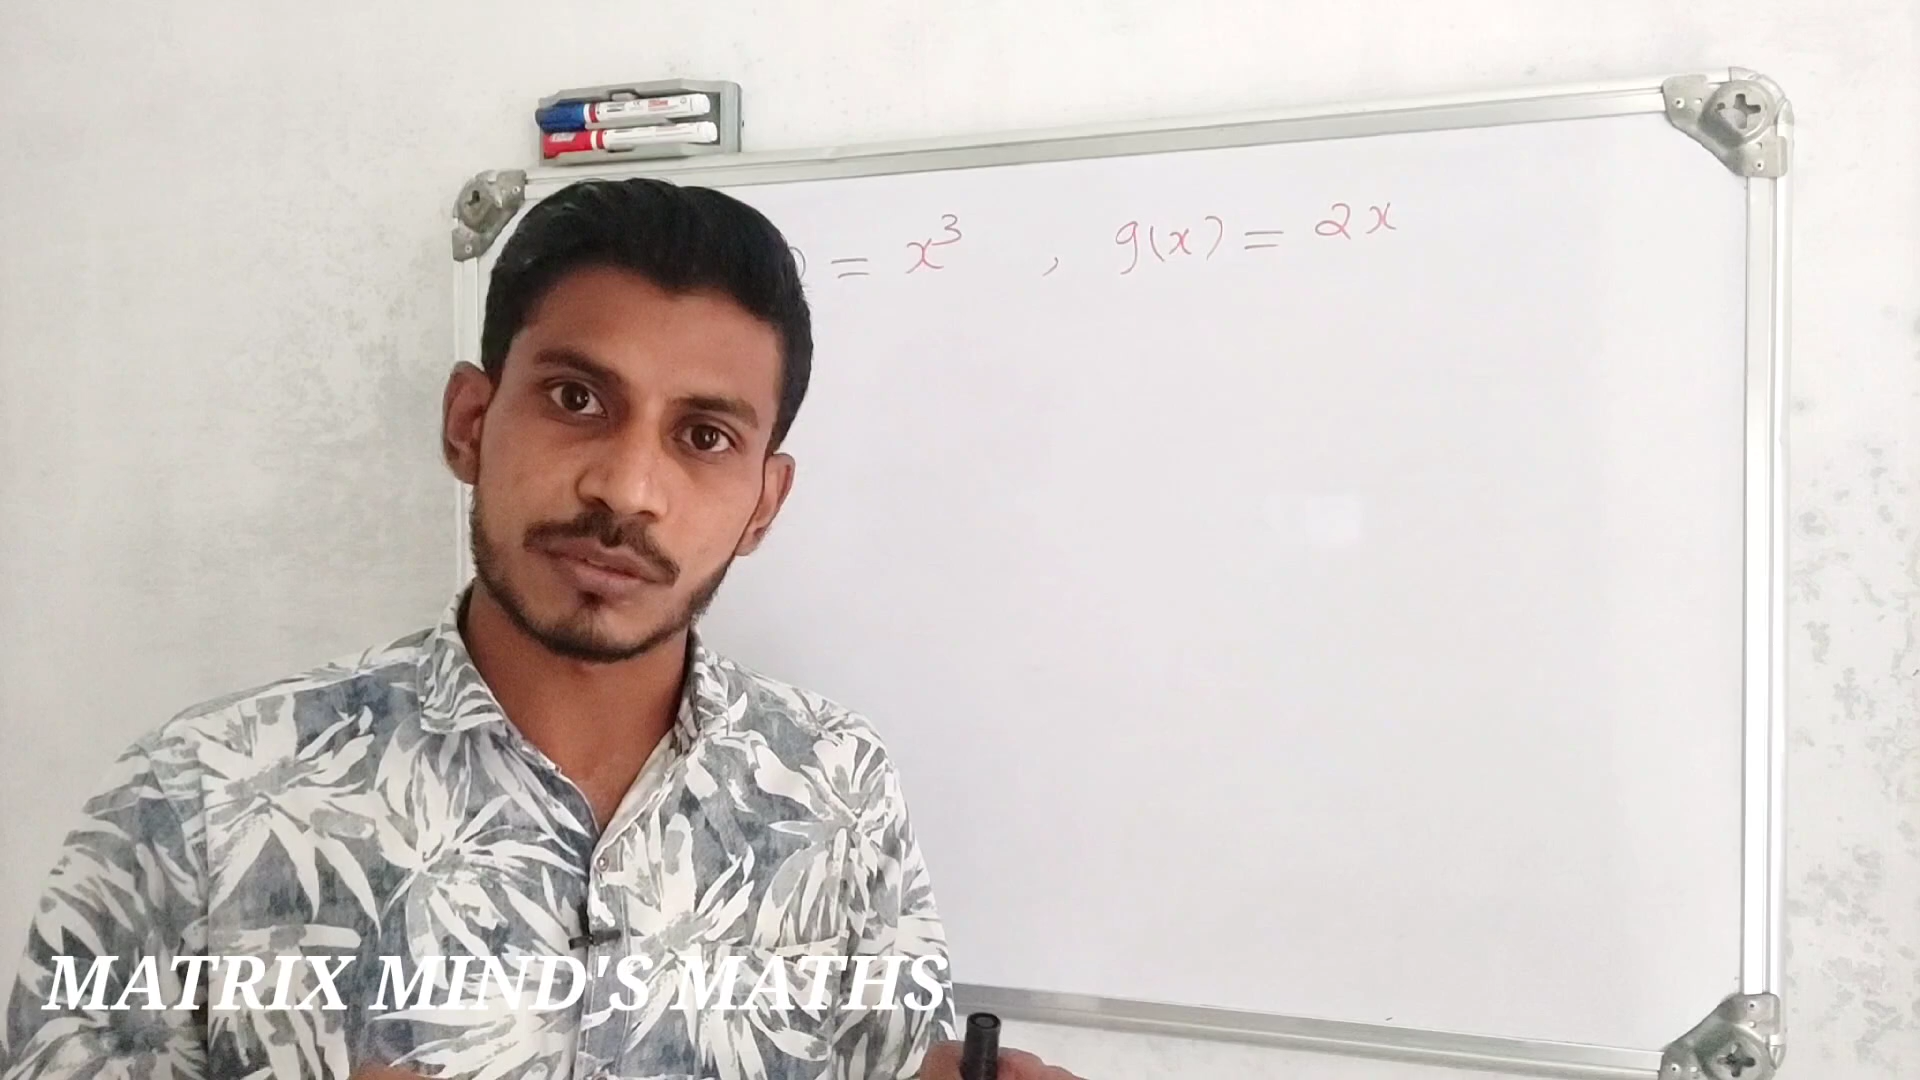 ) = x³ , g(x) = 2x
MATRIX MIND'S MATHS